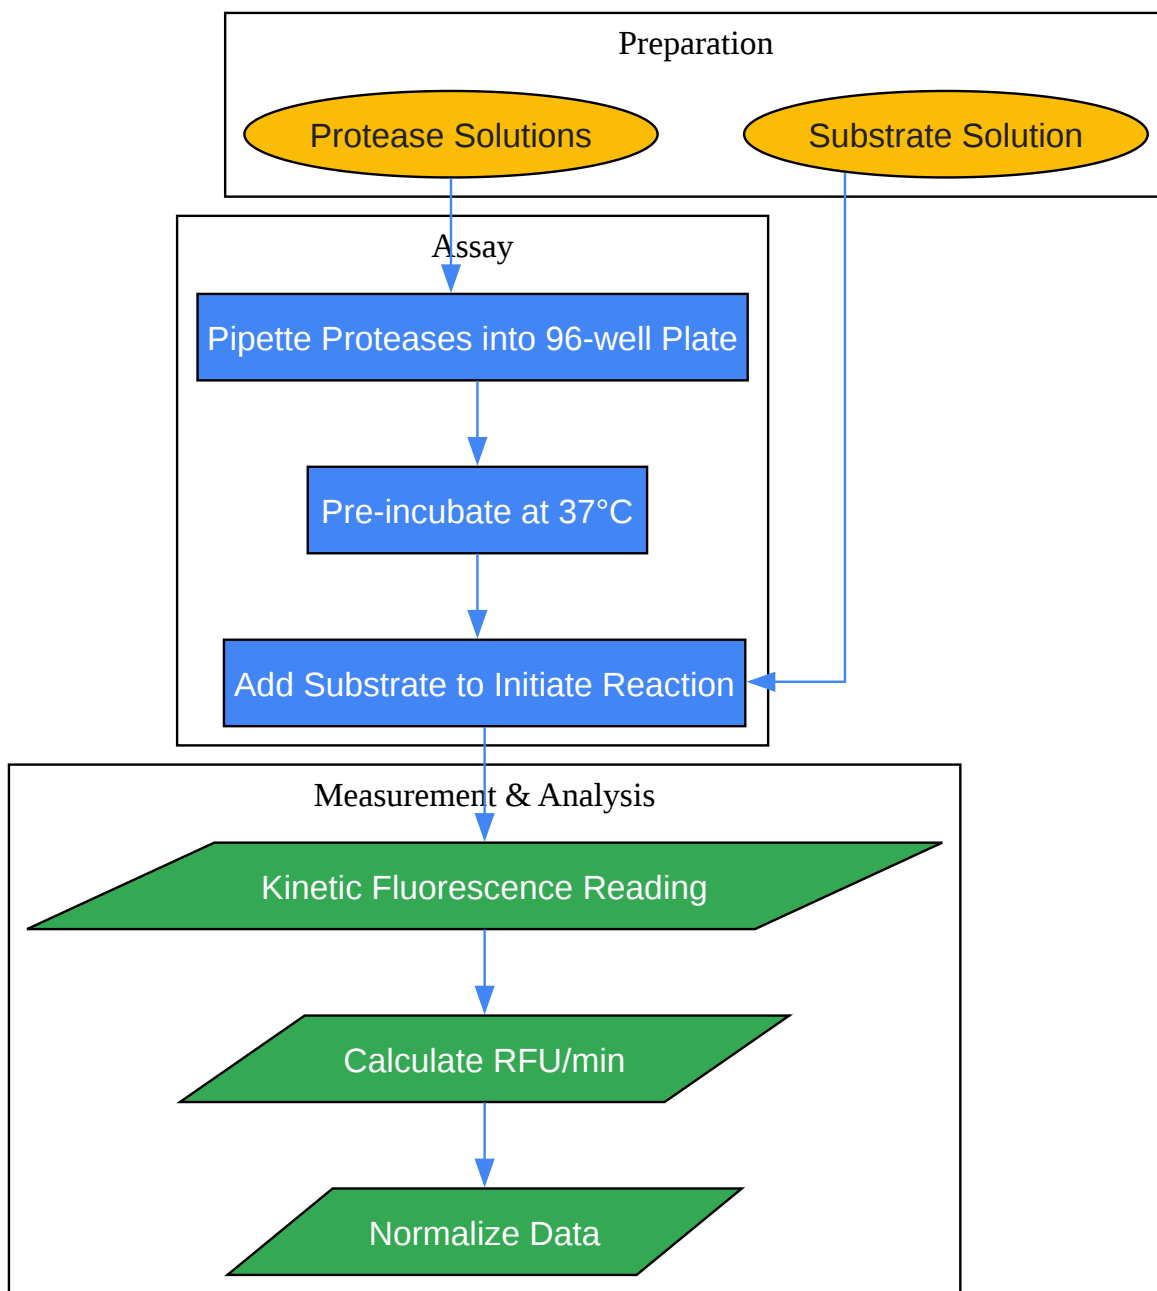 Preparation
Protease Solutions
Substrate Solution
Assay
Pipette Proteases into 96-well Plate
Pre-incubate at 37°C
Add Substrate to Initiate Reaction
Measurement & Analysis
Kinetic Fluorescence Reading
Calculate RFU/min
Normalize Data